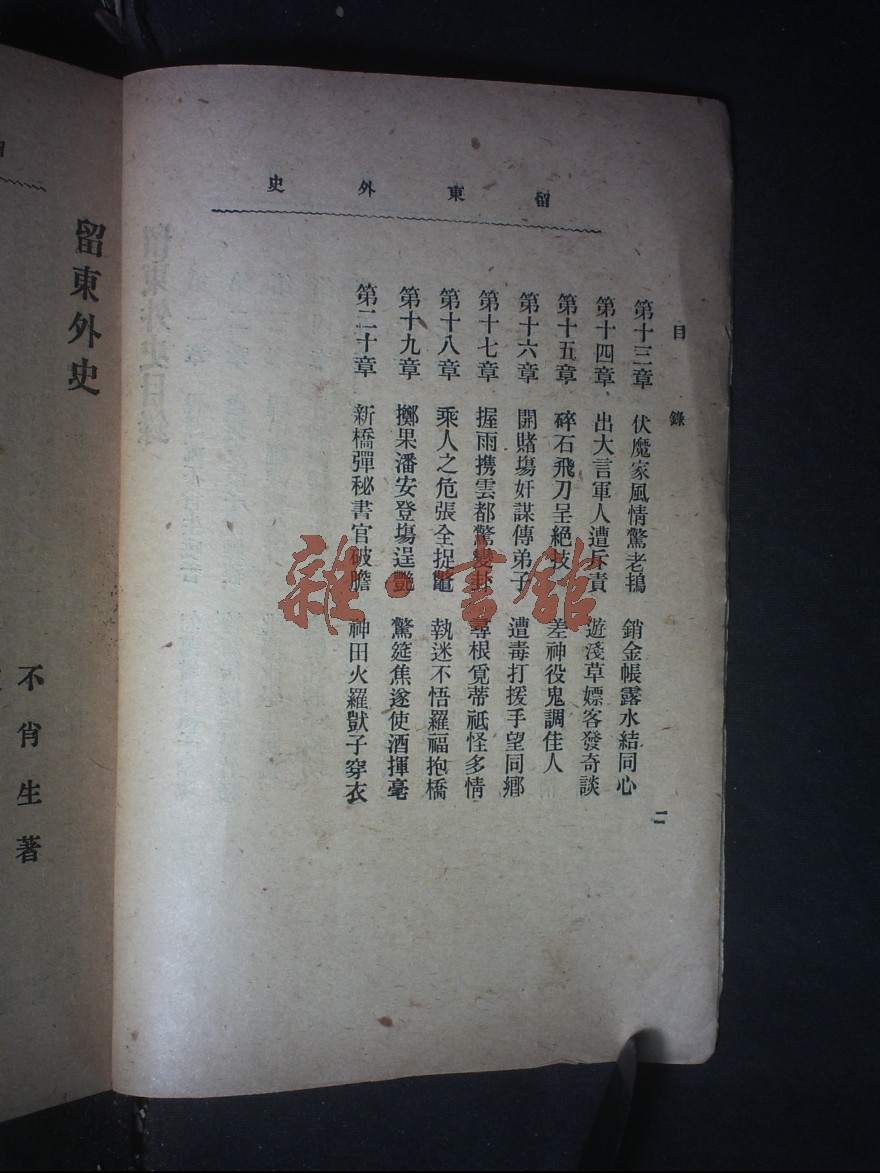 留東外史
目錄
第十三章 伏魔家風情驚老鴇 銷金帳露水結同心
第十四章 出大言軍人遭斥責 遊淺草嫖客發奇談
第十五章 碎石飛刀呈絕技 差神役鬼調佳人
第十六章 開賭塲奸謀傳弟子 遭毒打援手望同鄉
第十七章 握雨携雲都驚變卦 尋根覓蒂祗怪多情
第十八章 乘人之危張全捉鼈 執迷不悟羅福抱橋
第十九章 擲果潘安登塲逞艷 驚筵焦遂使酒揮毫
第二十章 新橋彈秘書官破膽 神田火羅獃子穿衣
二
留東外史
不肖生著
雜·書舘